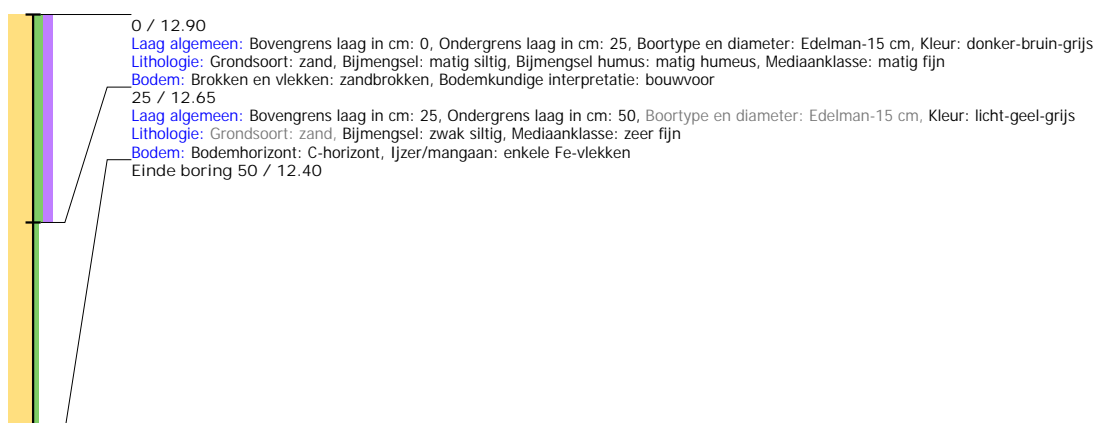 0 / 12.90
Laag algemeen: Bovengrens laag in cm: 0, Ondergrens laag in cm: 25, Boortype en diameter: Edelman-15 cm, Kleur: donker-bruin-grijs
Lithologie: Grondsoort: zand, Bijmengsel: matig siltig, Bijmengsel humus: matig humeus, Mediaanklasse: matig fijn
Bodem: Brokken en vlekken: zandbrokken, Bodemkundige interpretatie: bouwvoor
25 / 12.65
Laag algemeen: Bovengrens laag in cm: 25, Ondergrens laag in cm: 50, Boortype en diameter: Edelman-15 cm, Kleur: licht-geel-grijs
Lithologie: Grondsoort: zand, Bijmengsel: zwak siltig, Mediaanklasse: zeer fijn
Bodem: Bodemhorizont: C-horizont, Ijzer/mangaan: enkele Fe-vlekken
Einde boring 50 / 12.40